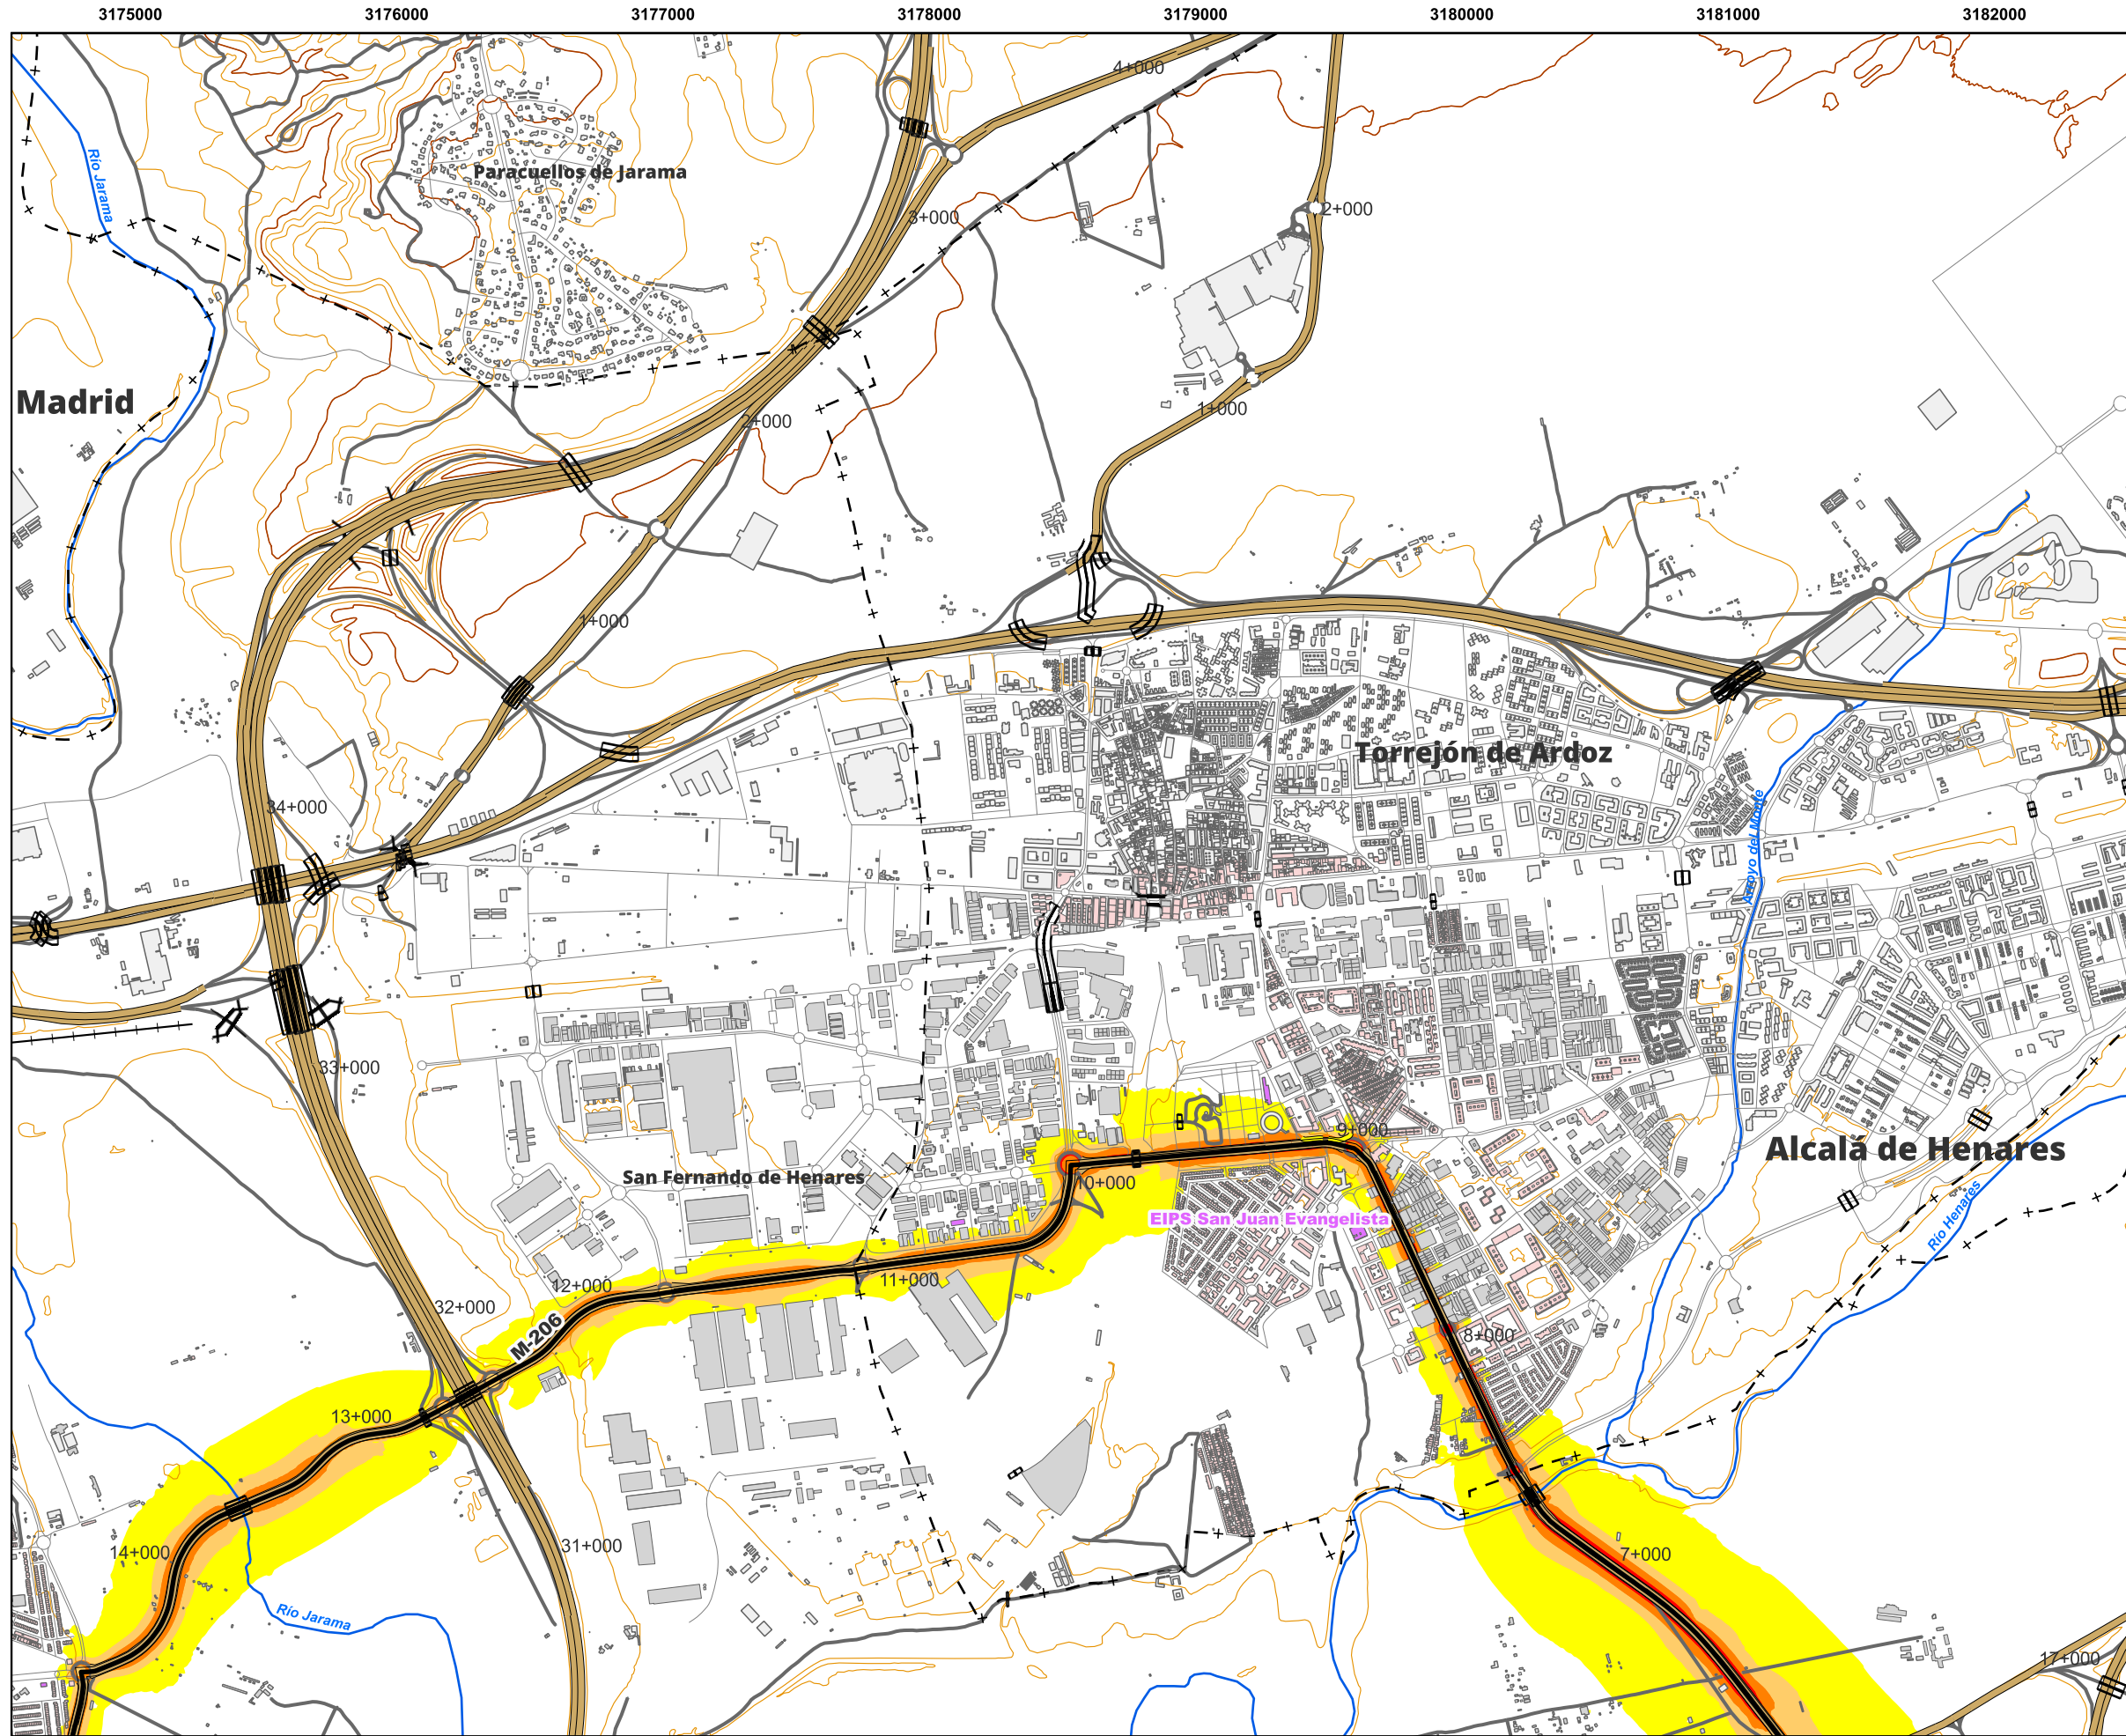 3175000 3176000 3177000 3178000 3179000 3180000 3181000 3182000
4+000
Río Jarama
Paracuellos de Jarama
3+000
2+000
Madrid
1+000
2+000
1+000
Torrejón de Ardoz
34+000
Arroyo del Monte
33+000
9+000
Alcalá de Henares
San Fernando de Henares
10+000
EIPS San Juan Evangelista
Río Henares
11+000
12+000
32+000
M-206
8+000
13+000
31+000
14+000
7+000
Río Jarama
17+000